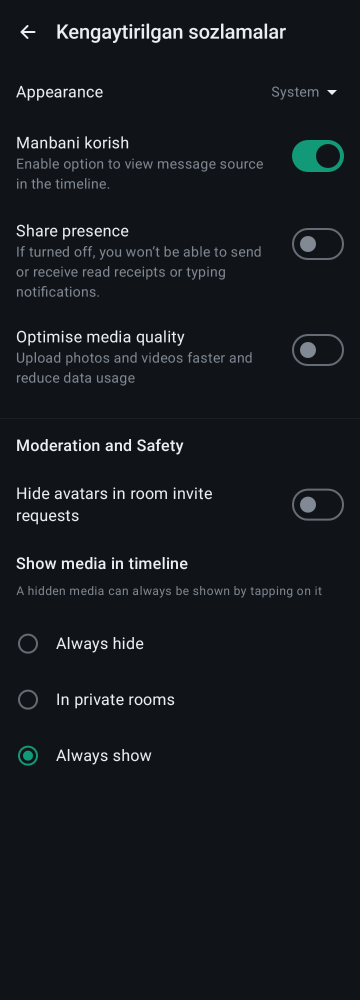 Kengaytirilgan sozlamalar
Appearance
System
Manbani korish
Enable option to view message source
in the timeline.
Share presence
If turned off, you won't be able to send
or receive read receipts or typing
notifications.
Optimise media quality
Upload photos and videos faster and
reduce data usage
Moderation and Safety
Hide avatars in room invite
requests
Show media in timeline
A hidden media can always be shown by tapping on it
Always hide
In private rooms
Always show